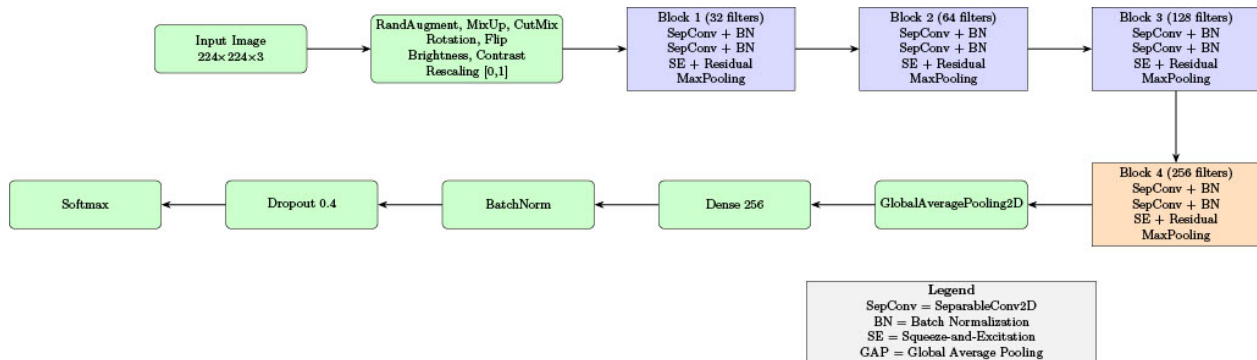 Input Image
224×224×3
RandAugment, MixUp, CutMix
Rotation, Flip
Brightness, Contrast
Rescaling [0,1]
Block 1 (32 filters)
SepConv + BN
SepConv + BN
SE + Residual
MaxPooling
Block 2 (64 filters)
SepConv + BN
SepConv + BN
SE + Residual
MaxPooling
Block 3 (128 filters)
SepConv + BN
SepConv + BN
SE + Residual
MaxPooling
Block 4 (256 filters)
SepConv + BN
SepConv + BN
SE + Residual
MaxPooling
GlobalAveragePooling2D
Dense 256
BatchNorm
Dropout 0.4
Softmax
Legend
SepConv = SeparableConv2D
BN = Batch Normalization
SE = Squeeze-and-Excitation
GAP = Global Average Pooling